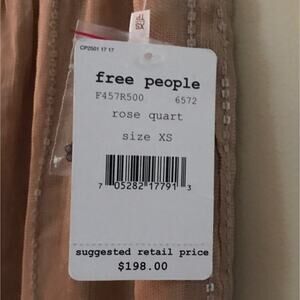 CP2501 17 17
free people
F457R500 6572
rose quart
size XS
7 05282 17791 3
suggested retail price
$198.00